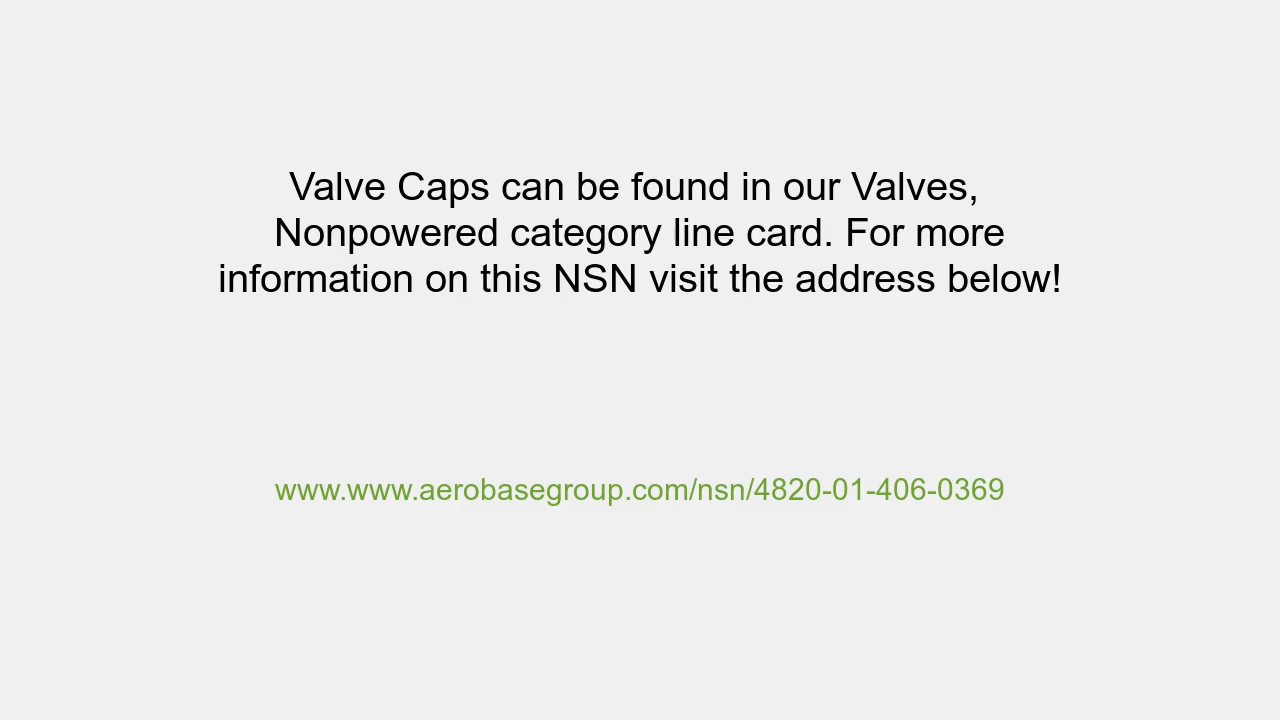 Valve Caps can be found in our Valves,
Nonpowered category line card. For more
information on this NSN visit the address below!
www.www.aerobasegroup.com/nsn/4820-01-406-0369